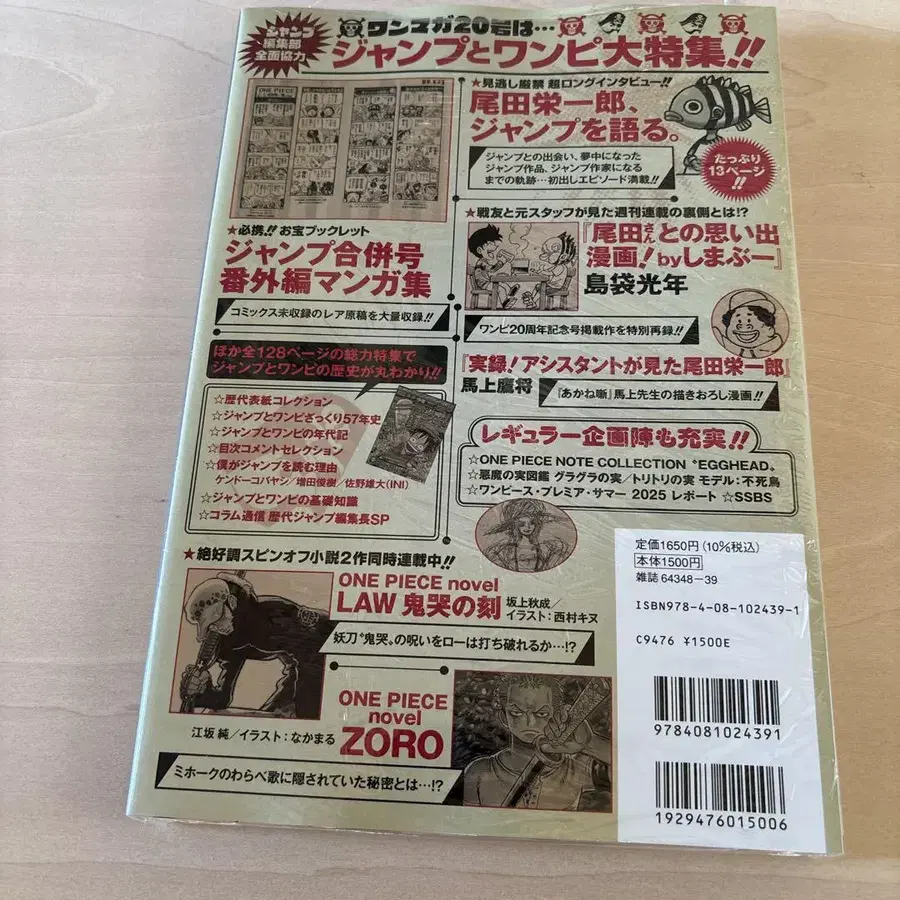 ジャンプ
編集部
全面協力
ワンマガ20号は…
ジャンプとワンピ大特集!!
ONE PIECE
★必携!! お宝ブックレット
ジャンプ合併号
番外編マンガ集
コミックス未収録のレア原稿を大量収録!!
★見逃し厳禁 超ロングインタビュー!!
尾田栄一郎、
ジャンプを語る。
ジャンプとの出会い、夢中になった
ジャンプ作品、ジャンプ作家になる
までの軌跡…初出しエピソード満載!!
たっぷり
13ページ
!!
★戦友と元スタッフが見た週刊連載の裏側とは!?
『尾田さんとの思い出
漫画!byしまぶー』
島袋光年
ワンピ20周年記念号掲載作を特別再録!!
『実録!アシスタントが見た尾田栄一郎』
馬上鷹将
『あかね噺』馬上先生の描きおろし漫画!!
ほか全128ページの総力特集で
ジャンプとワンピの歴史が丸わかり!!
☆歴代表紙コレクション
☆ジャンプとワンピざっくり57年史
☆ジャンプとワンピの年代記
☆目次コメントセレクション
☆僕がジャンプを読む理由
ケンドーコバヤシ/増田俊樹/佐野雄大(INI)
☆ジャンプとワンピの基礎知識
☆コラム通信 歴代ジャンプ編集長SP
レギュラー企画陣も充実!!
☆ONE PIECE NOTE COLLECTION “EGGHEAD”
☆悪魔の実図鑑 グラグラの実/トリトリの実 モデル:不死鳥
☆ワンピース・プレミア・サマー 2025 レポート ☆SSBS
★絶好調スピンオフ小説2作同時連載中!!
ONE PIECE novel
LAW 鬼哭の刻
坂上秋成/
イラスト:西村キヌ
妖刀“鬼哭”の呪いをローは打ち破れるか…!?
ONE PIECE
novel
ZORO
江坂 純/イラスト:なかまる
ミホークのわらべ歌に隠されていた秘密とは…!?
定価1650円(10%税込)
本体1500円
雑誌 64348-39
ISBN978-4-08-102439-1
C9476 ¥1500E
9784081024391
1929476015006